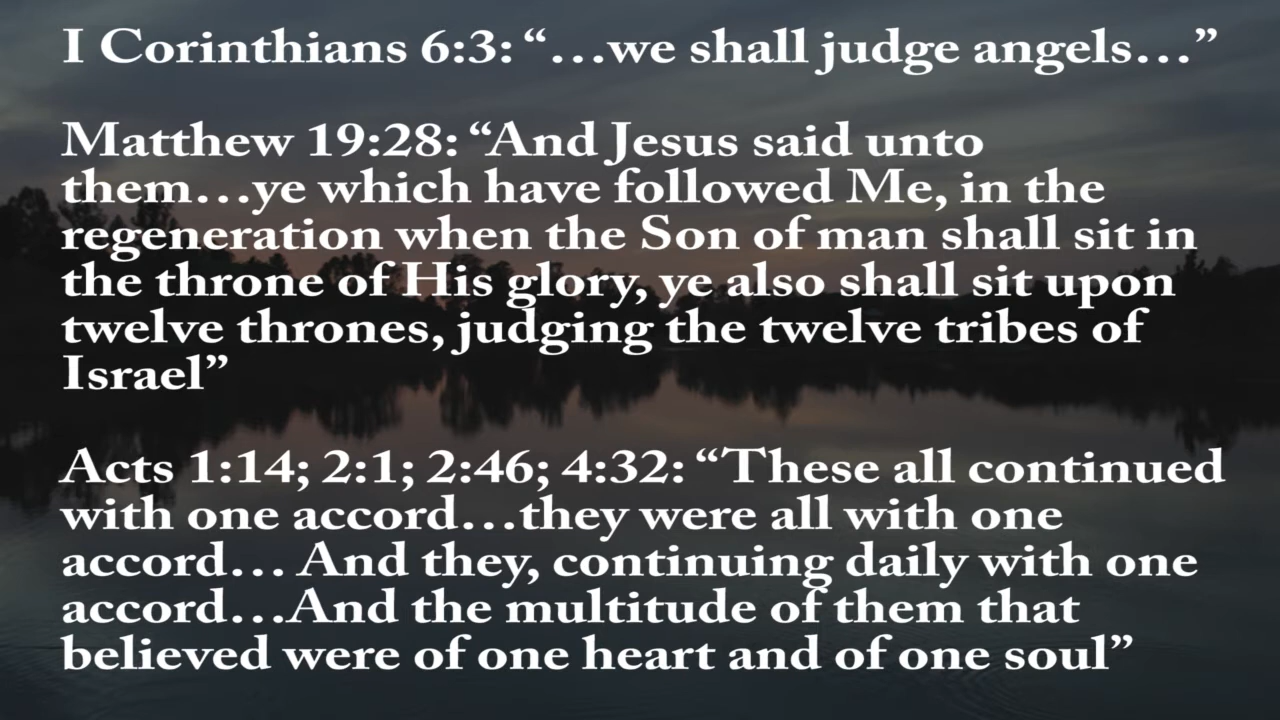 I Corinthians 6:3: “…we shall judge angels…”
Matthew 19:28: “And Jesus said unto
them…ye which have followed Me, in the
regeneration when the Son of man shall sit in
the throne of His glory, ye also shall sit upon
twelve thrones, judging the twelve tribes of
Israel”
Acts 1:14; 2:1; 2:46; 4:32: “These all continued
with one accord…they were all with one
accord… And they, continuing daily with one
accord…And the multitude of them that
believed were of one heart and of one soul”